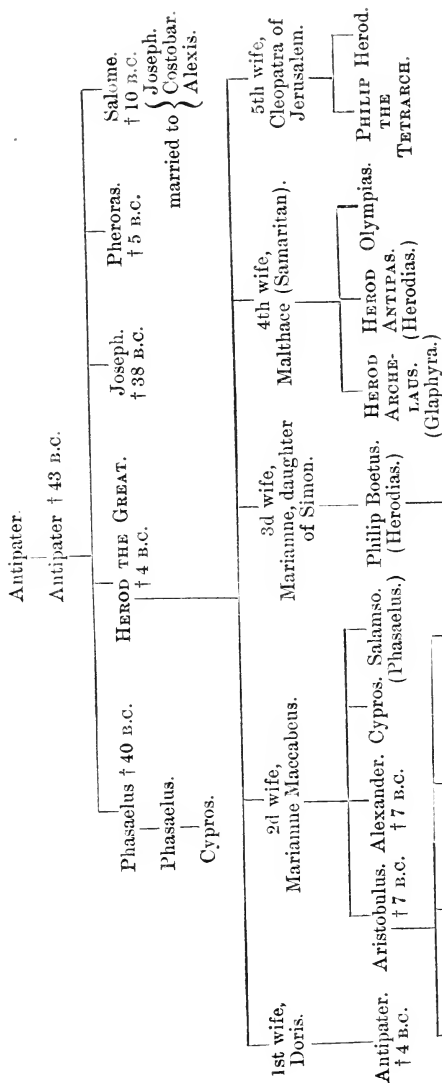 Antipater.
Antipater † 43 B.C.
Phasaelus † 40 B.C.
Phasaelus.
Cypros.
HEROD THE GREAT.
† 4 B.C.
Joseph.
† 38 B.C.
Pheroras.
† 5 B.C.
Salome.
† 10 B.C.
married to { Joseph.
Costobar.
Alexis.
1st wife,
Doris.
2d wife,
Mariamne Maccabeus.
3d wife,
Mariamne, daughter
of Simon.
4th wife,
Malthace (Samaritan).
5th wife,
Cleopatra of
Jerusalem.
Antipater.
† 4 B.C.
Aristobulus.
† 7 B.C.
Alexander.
† 7 B.C.
Cypros.
Salamso.
(Phasaelus.)
Philip Boetus.
(Herodias.)
HEROD
ARCHE-
LAUS.
(Glaphyra.)
HEROD
ANTIPAS.
(Herodias.)
Olympias.
PHILIP
THE
TETRARCH.
Herod.